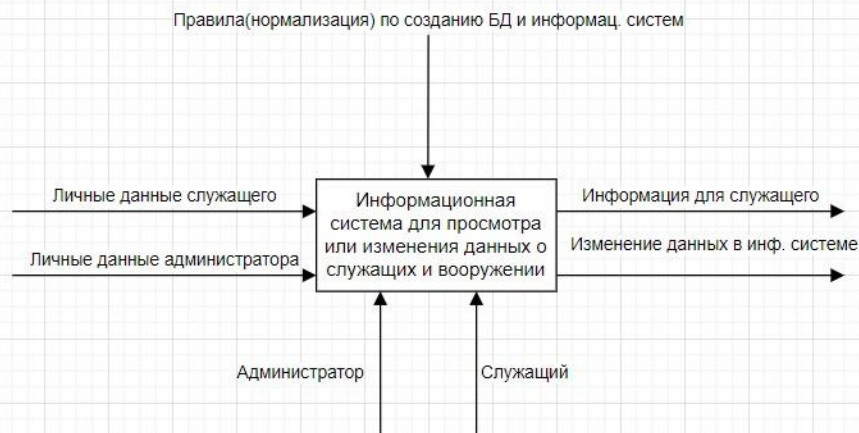 Правила(нормализация) по созданию БД и информац. систем
Личные данные служащего
Личные данные администратора
Информационная
система для просмотра
или изменения данных о
служащих и вооружении
Информация для служащего
Изменение данных в инф. системе
Администратор
Служащий